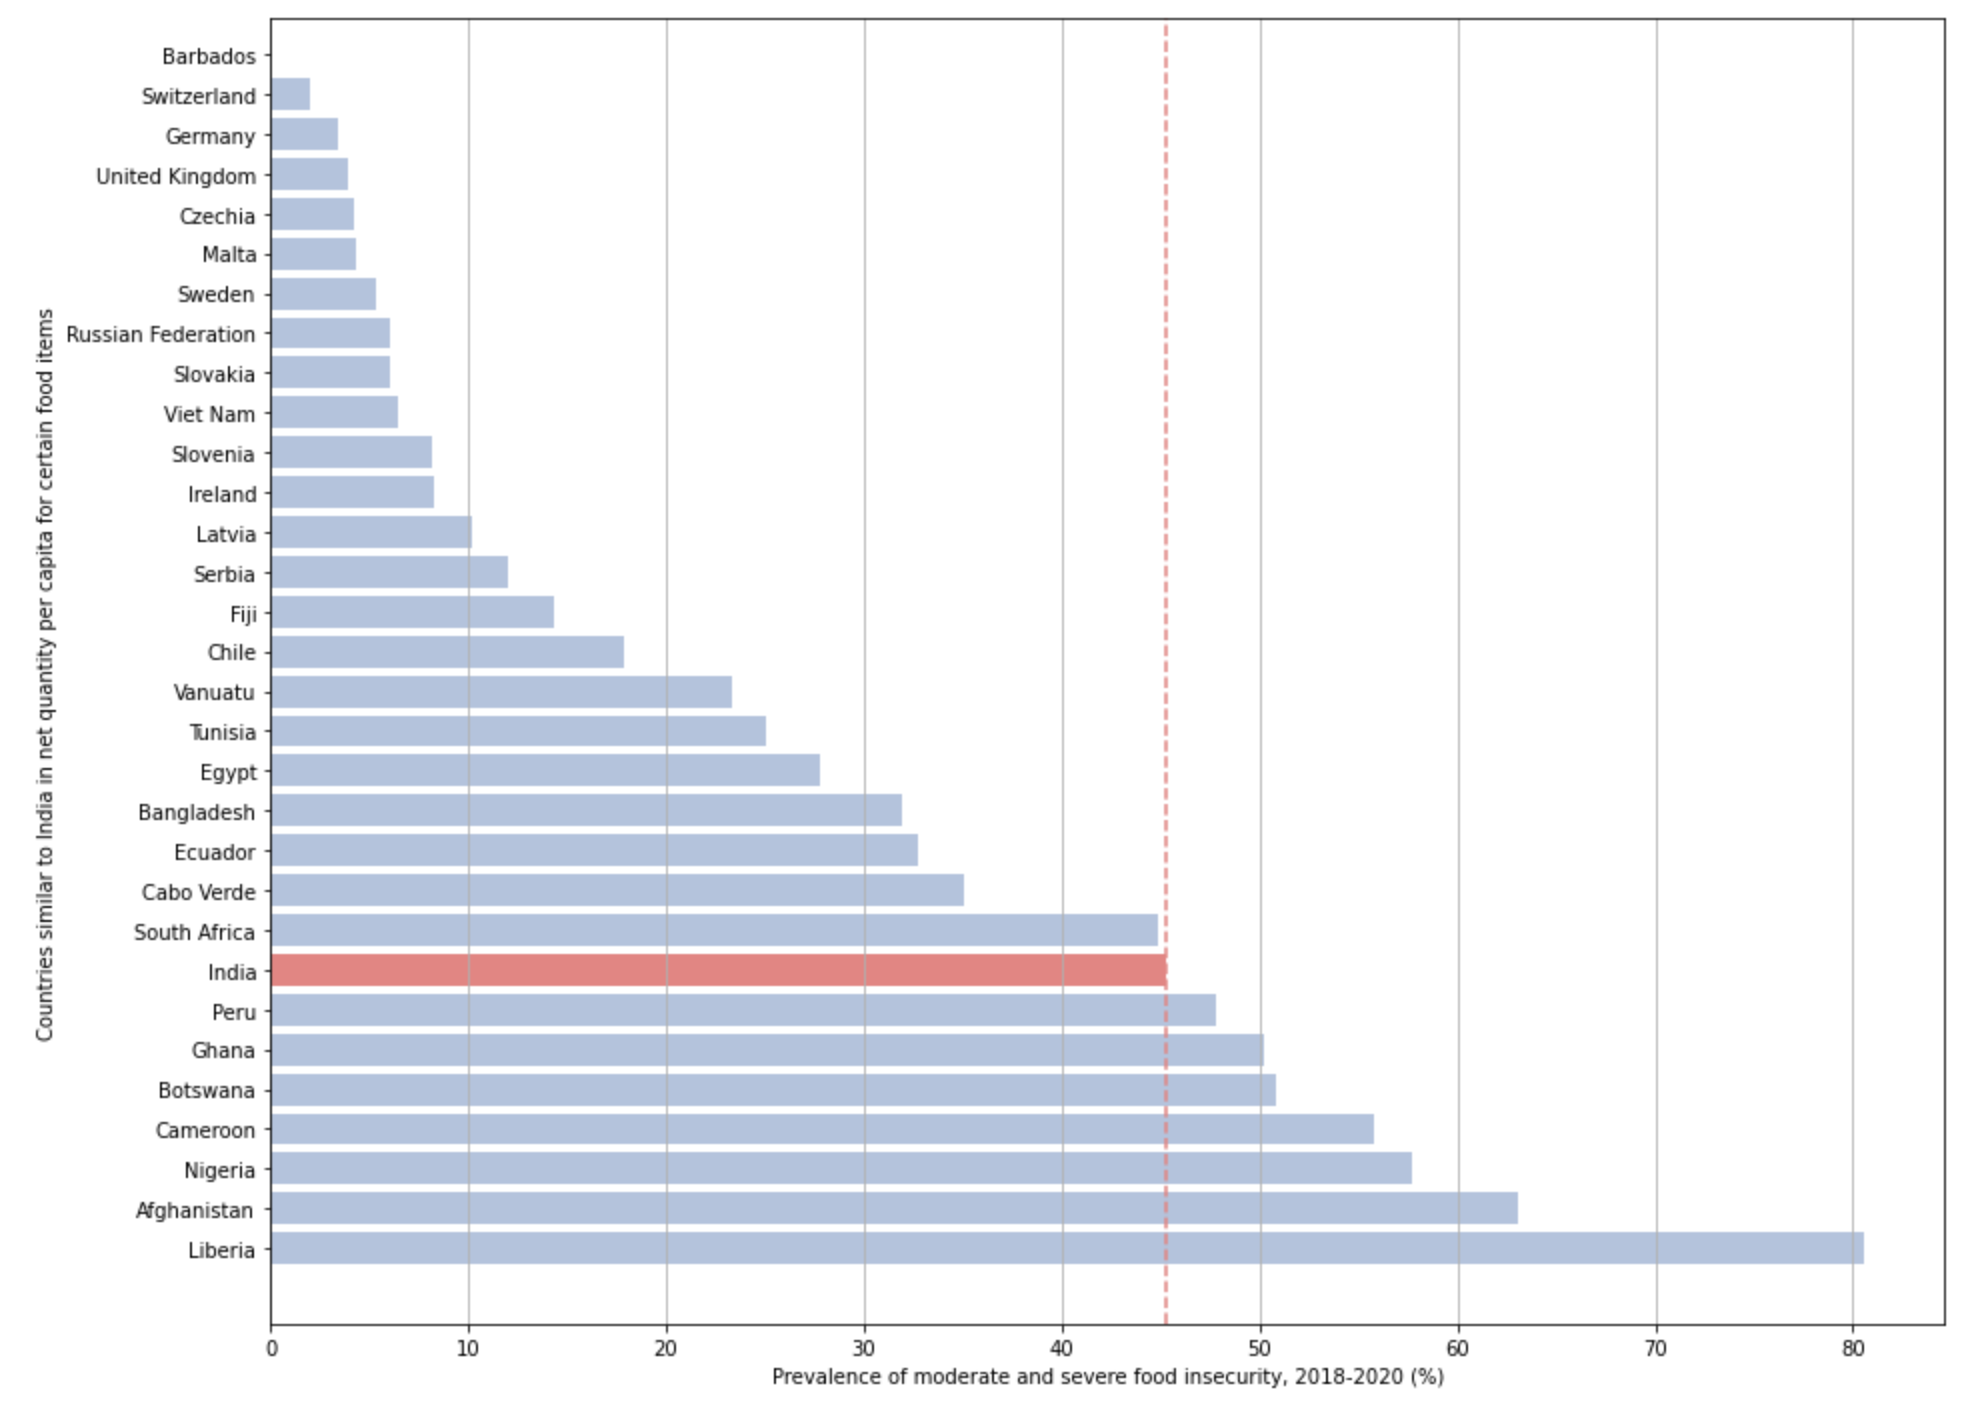 Countries similar to India in net quantity per capita for certain food items
Barbados
Switzerland
Germany
United Kingdom
Czechia
Malta
Sweden
Russian Federation
Slovakia
Viet Nam
Slovenia
Ireland
Latvia
Serbia
Fiji
Chile
Vanuatu
Tunisia
Egypt
Bangladesh
Ecuador
Cabo Verde
South Africa
India
Peru
Ghana
Botswana
Cameroon
Nigeria
Afghanistan
Liberia
0 10 20 30 40 50 60 70 80
Prevalence of moderate and severe food insecurity, 2018-2020 (%)